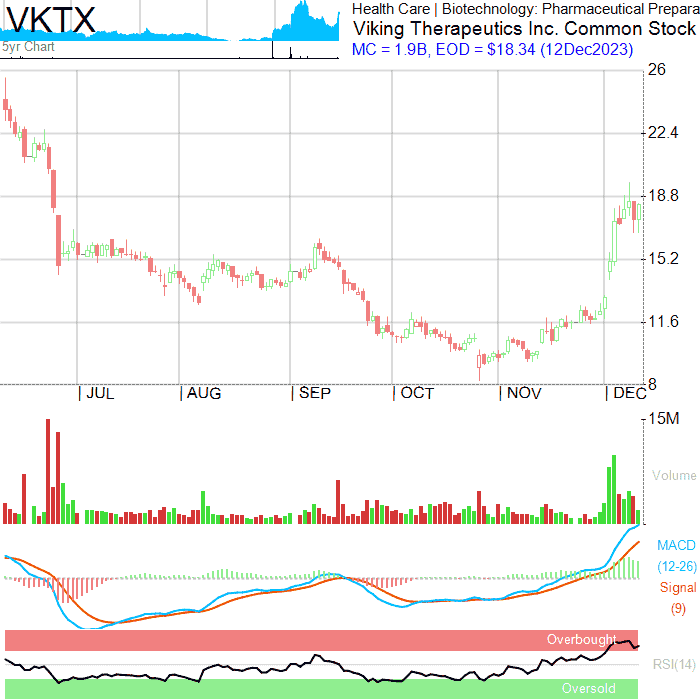 VKTX
Health Care | Biotechnology: Pharmaceutical Prepara
Viking Therapeutics Inc. Common Stock
MC = 1.9B, EOD = $18.34 (12Dec2023)
5yr Chart
26
22.4
18.8
15.2
11.6
8
| JUL | AUG | SEP | OCT | NOV | DEC
15M
Volume
MACD
(12-26)
Signal
(9)
Overbought
RSI(14)
Oversold